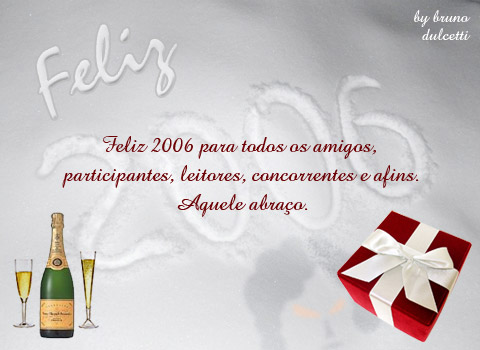 by bruno
dulcetti
Feliz
2006
Feliz 2006 para todos os amigos,
participantes, leitores, concorrentes e afins.
Aquele abraço.